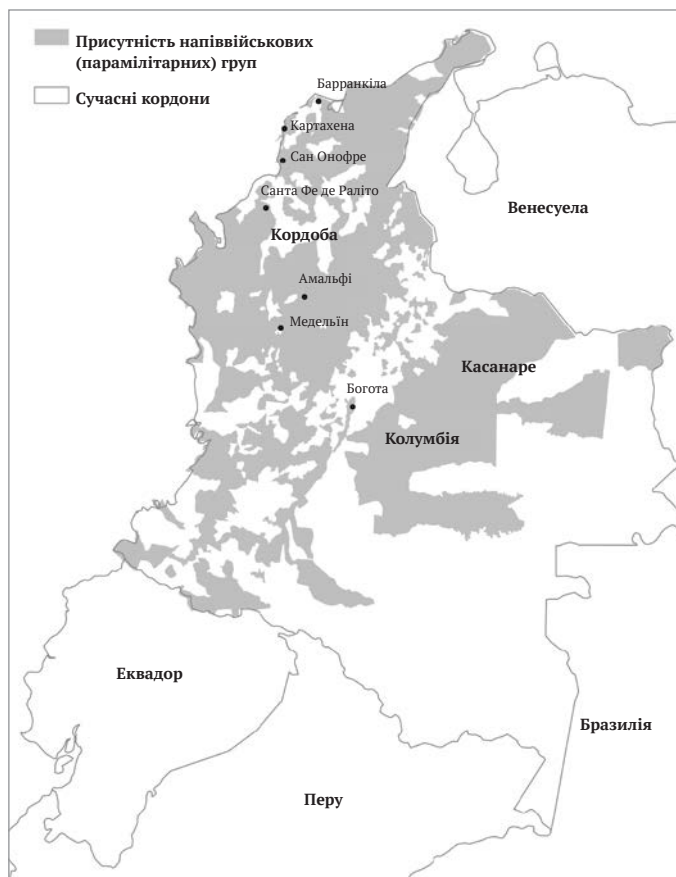 Присутність напіввійськових
(парамілітарних) груп
Сучасні кордони
Барранкіла
Картахена
Сан Онофре
Санта Фе де Раліто
Венесуела
Кордоба
Амальфі
Медельїн
Касанаре
Богота
Колумбія
Еквадор
Бразилія
Перу